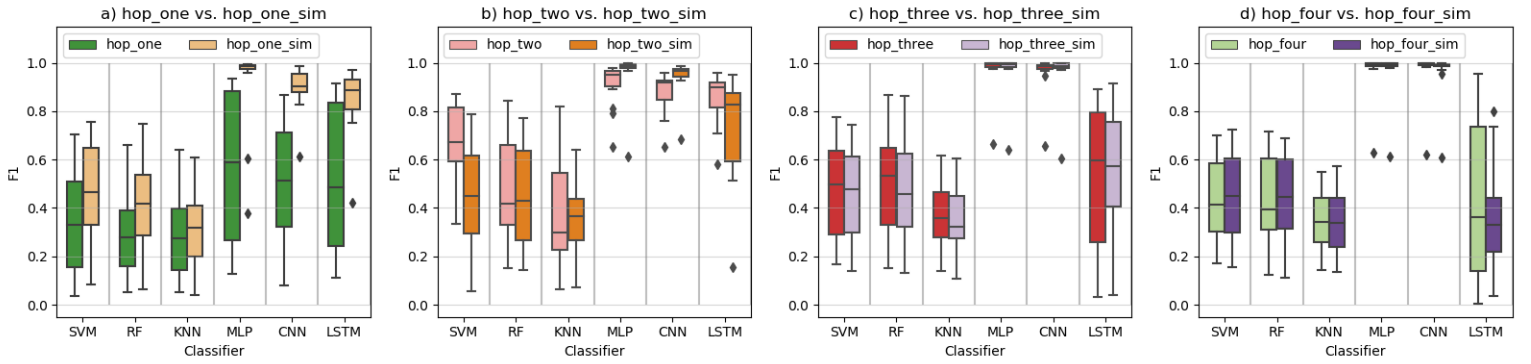 a) hop_one vs. hop_one_sim
hop_one hop_one_sim
F1
1.0
0.8
0.6
0.4
0.2
0.0
SVM RF KNN MLP CNN LSTM
Classifier
b) hop_two vs. hop_two_sim
hop_two hop_two_sim
F1
1.0
0.8
0.6
0.4
0.2
0.0
SVM RF KNN MLP CNN LSTM
Classifier
c) hop_three vs. hop_three_sim
hop_three hop_three_sim
F1
1.0
0.8
0.6
0.4
0.2
0.0
SVM RF KNN MLP CNN LSTM
Classifier
d) hop_four vs. hop_four_sim
hop_four hop_four_sim
F1
1.0
0.8
0.6
0.4
0.2
0.0
SVM RF KNN MLP CNN LSTM
Classifier